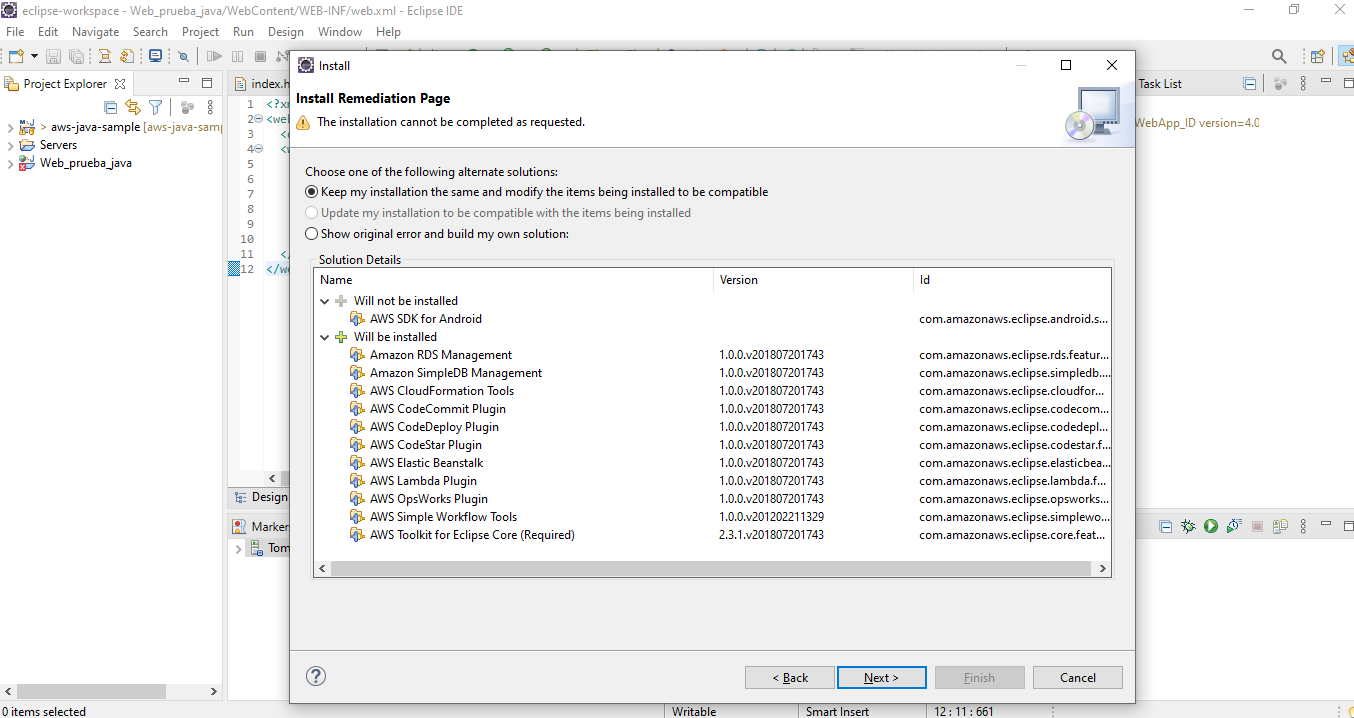 eclipse-workspace - Web_prueba_java/WebContent/WEB-INF/web.xml - Eclipse IDE
File Edit Navigate Search Project Run Design Window Help
Project Explorer
> aws-java-sample [aws-java-sam
Servers
Web_prueba_java
index.h
1 <?x
2 <we
3 <
4 <w
5
6
7
8
9
10
11 </
12 </we
Design
Marker
Tom
Task List
WebApp_ID version=4.0
Install
Install Remediation Page
The installation cannot be completed as requested.
Choose one of the following alternate solutions:
Keep my installation the same and modify the items being installed to be compatible
Update my installation to be compatible with the items being installed
Show original error and build my own solution:
Solution Details
Name Version Id
Will not be installed
AWS SDK for Android com.amazonaws.eclipse.android.s...
Will be installed
Amazon RDS Management 1.0.0.v201807201743 com.amazonaws.eclipse.rds.featur...
Amazon SimpleDB Management 1.0.0.v201807201743 com.amazonaws.eclipse.simpledb....
AWS CloudFormation Tools 1.0.0.v201807201743 com.amazonaws.eclipse.cloudfor...
AWS CodeCommit Plugin 1.0.0.v201807201743 com.amazonaws.eclipse.codecom...
AWS CodeDeploy Plugin 1.0.0.v201807201743 com.amazonaws.eclipse.codedepl...
AWS CodeStar Plugin 1.0.0.v201807201743 com.amazonaws.eclipse.codestar.f...
AWS Elastic Beanstalk 1.0.0.v201807201743 com.amazonaws.eclipse.elasticbea...
AWS Lambda Plugin 1.0.0.v201807201743 com.amazonaws.eclipse.lambda.f...
AWS OpsWorks Plugin 1.0.0.v201807201743 com.amazonaws.eclipse.opsworks...
AWS Simple Workflow Tools 1.0.0.v201202211329 com.amazonaws.eclipse.simplewo...
AWS Toolkit for Eclipse Core (Required) 2.3.1.v201807201743 com.amazonaws.eclipse.core.feat...
< Back Next > Finish Cancel
0 items selected Writable Smart Insert 12 : 11 : 661